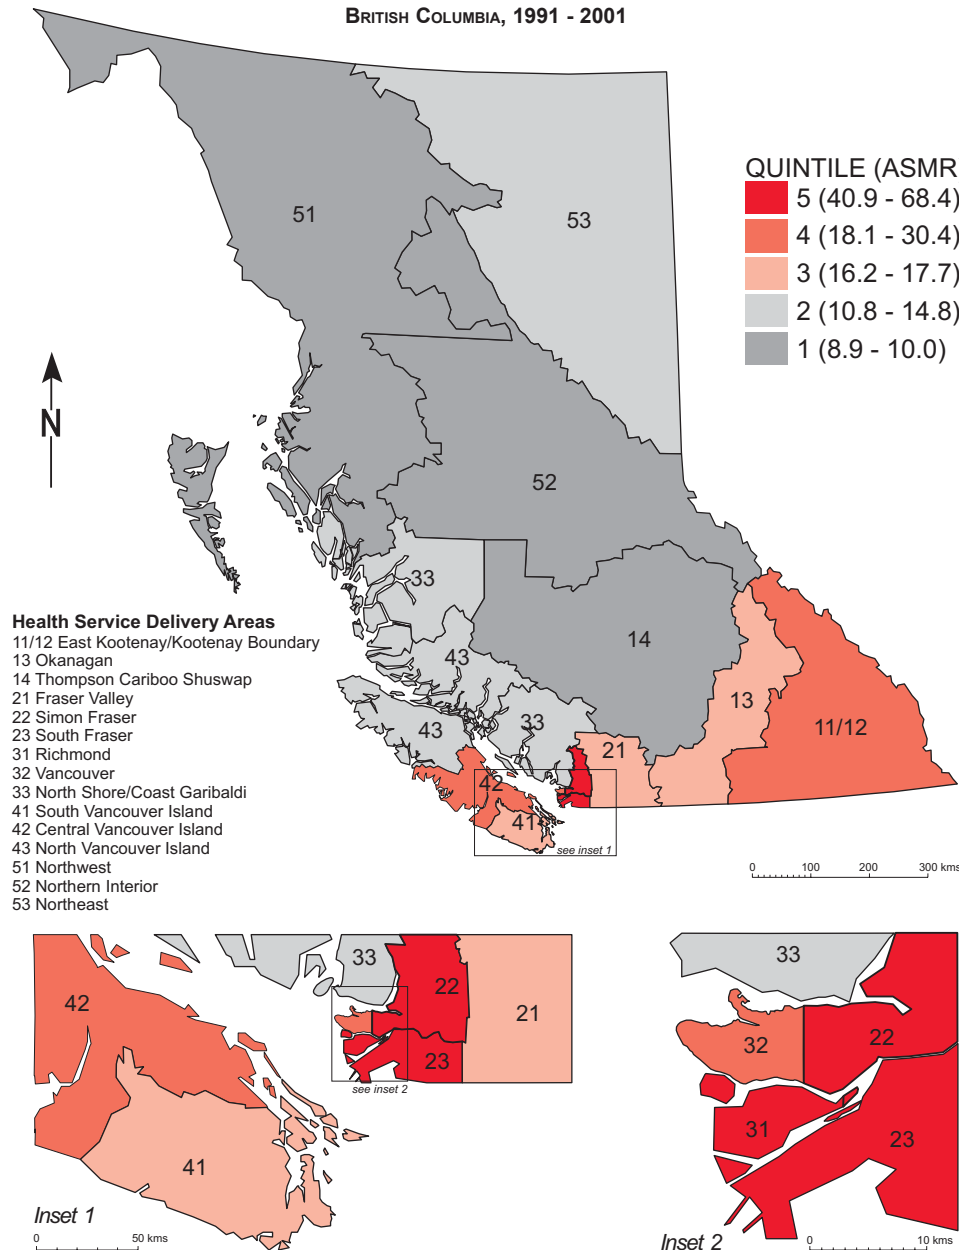 BRITISH COLUMBIA, 1991 - 2001
QUINTILE (ASMR
5 (40.9 - 68.4)
4 (18.1 - 30.4)
3 (16.2 - 17.7)
2 (10.8 - 14.8)
1 (8.9 - 10.0)
51
53
N
52
33
14
43
13
43
33
21
11/12
42
41
see inset 1
0 100 200 300 kms
Health Service Delivery Areas
11/12 East Kootenay/Kootenay Boundary
13 Okanagan
14 Thompson Cariboo Shuswap
21 Fraser Valley
22 Simon Fraser
23 South Fraser
31 Richmond
32 Vancouver
33 North Shore/Coast Garibaldi
41 South Vancouver Island
42 Central Vancouver Island
43 North Vancouver Island
51 Northwest
52 Northern Interior
53 Northeast
33
42
22
21
23
see inset 2
41
Inset 1
0 50 kms
33
32
22
31
23
Inset 2
0 10 kms